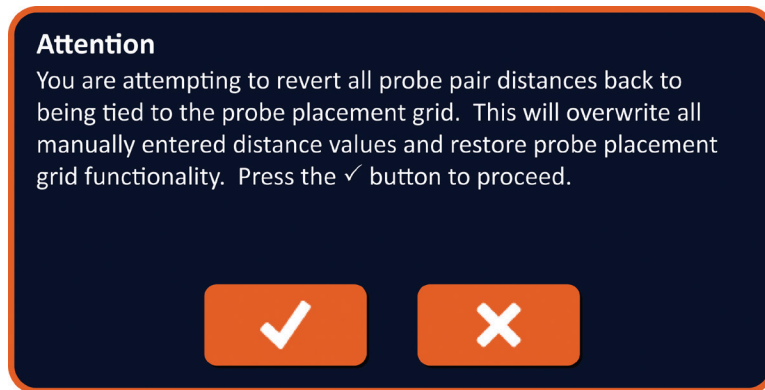 Attention
You are attempting to revert all probe pair distances back to
being tied to the probe placement grid.  This will overwrite all
manually entered distance values and restore probe placement
grid functionality.  Press the ✓ button to proceed.